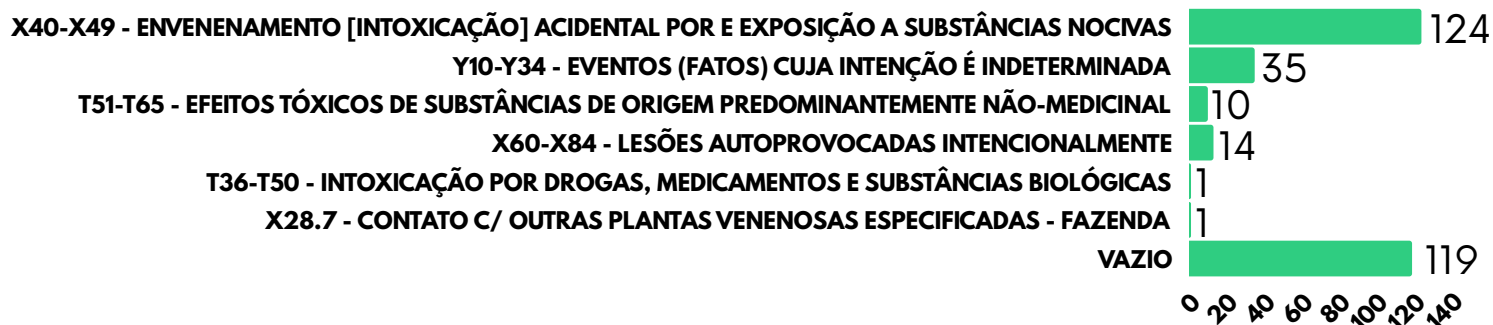 X40-X49 - ENVENENAMENTO [INTOXICAÇÃO] ACIDENTAL POR E EXPOSIÇÃO A SUBSTÂNCIAS NOCIVAS 124
Y10-Y34 - EVENTOS (FATOS) CUJA INTENÇÃO É INDETERMINADA 35
T51-T65 - EFEITOS TÓXICOS DE SUBSTÂNCIAS DE ORIGEM PREDOMINANTEMENTE NÃO-MEDICINAL 10
X60-X84 - LESÕES AUTOPROVOCADAS INTENCIONALMENTE 14
T36-T50 - INTOXICAÇÃO POR DROGAS, MEDICAMENTOS E SUBSTÂNCIAS BIOLÓGICAS 1
X28.7 - CONTATO C/ OUTRAS PLANTAS VENENOSAS ESPECIFICADAS - FAZENDA 1
VAZIO 119
0 20 40 60 80 100 120 140